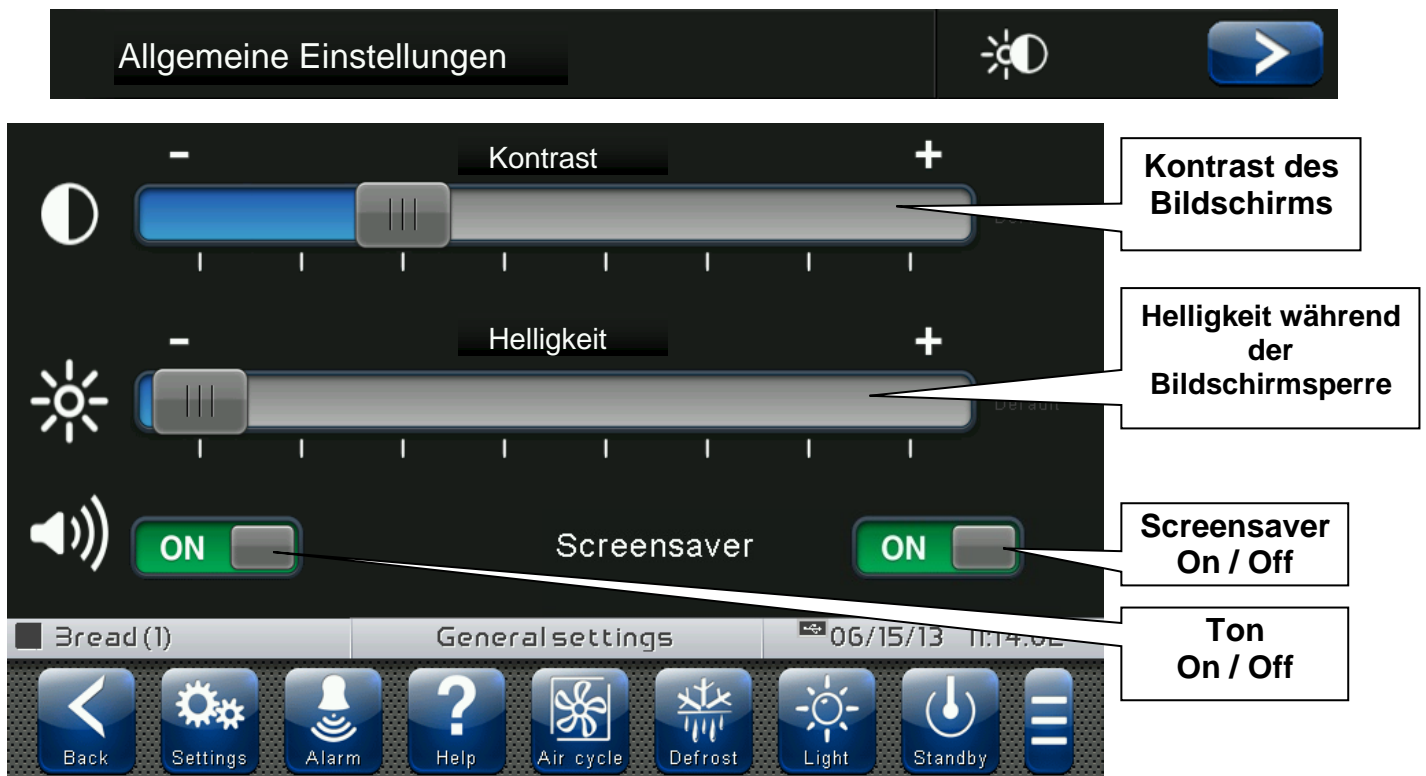 Allgemeine Einstellungen
- Kontrast +
Kontrast des
Bildschirms
- Helligkeit +
Helligkeit während
der
Bildschirmsperre
Default
ON Screensaver ON
Screensaver
On / Off
Bread (1) General settings 06/15/13
Ton
On / Off
Back Settings Alarm Help Air cycle Defrost Light Standby